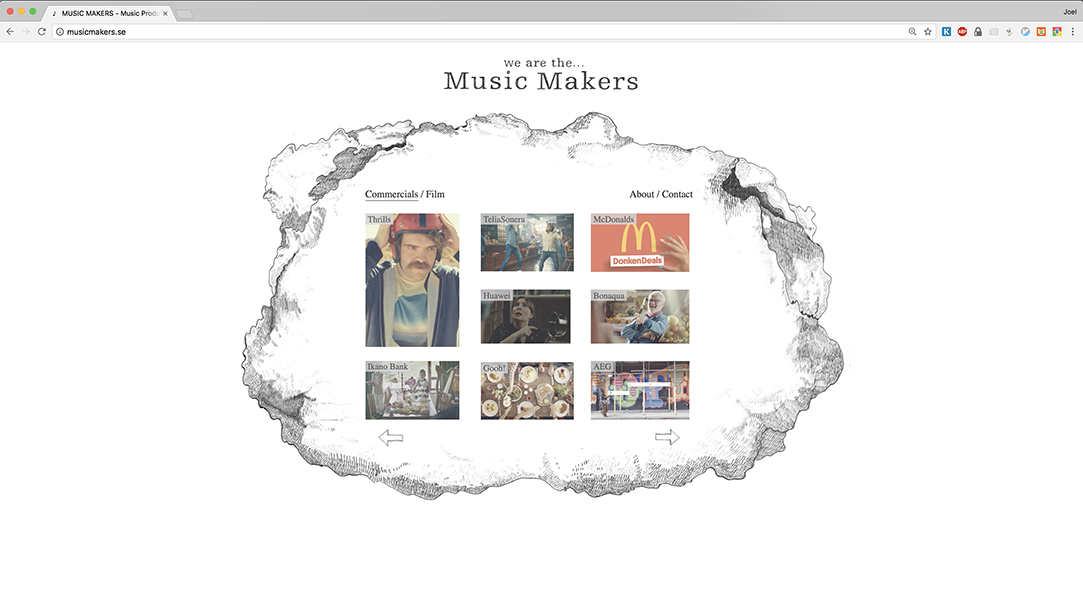 MUSIC MAKERS - Music Produ
Joel
musicmakers.se
we are the...
Music Makers
Commercials / Film
About / Contact
Thrills
TeliaSonera
McDonalds
DonkenDeals
Huawei
Bonaqua
Ikano Bank
Gooh!
AEG